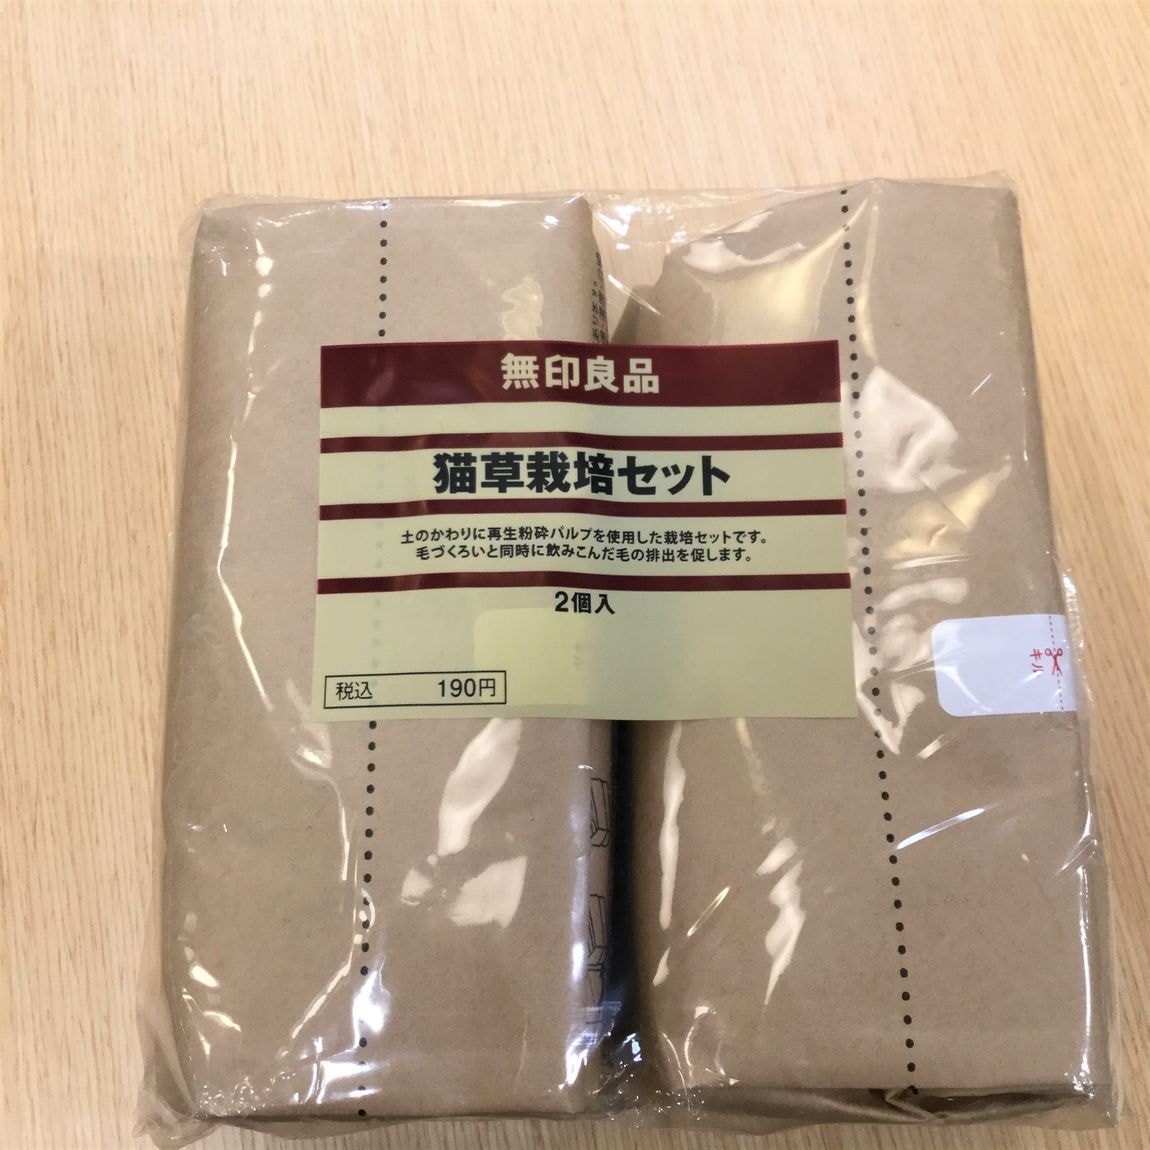 無印良品
猫草栽培セット
土のかわりに再生粉砕パルプを使用した栽培セットです。
毛づくろいと同時に飲みこんだ毛の排出を促します。
2個入
税込 190円
キリ